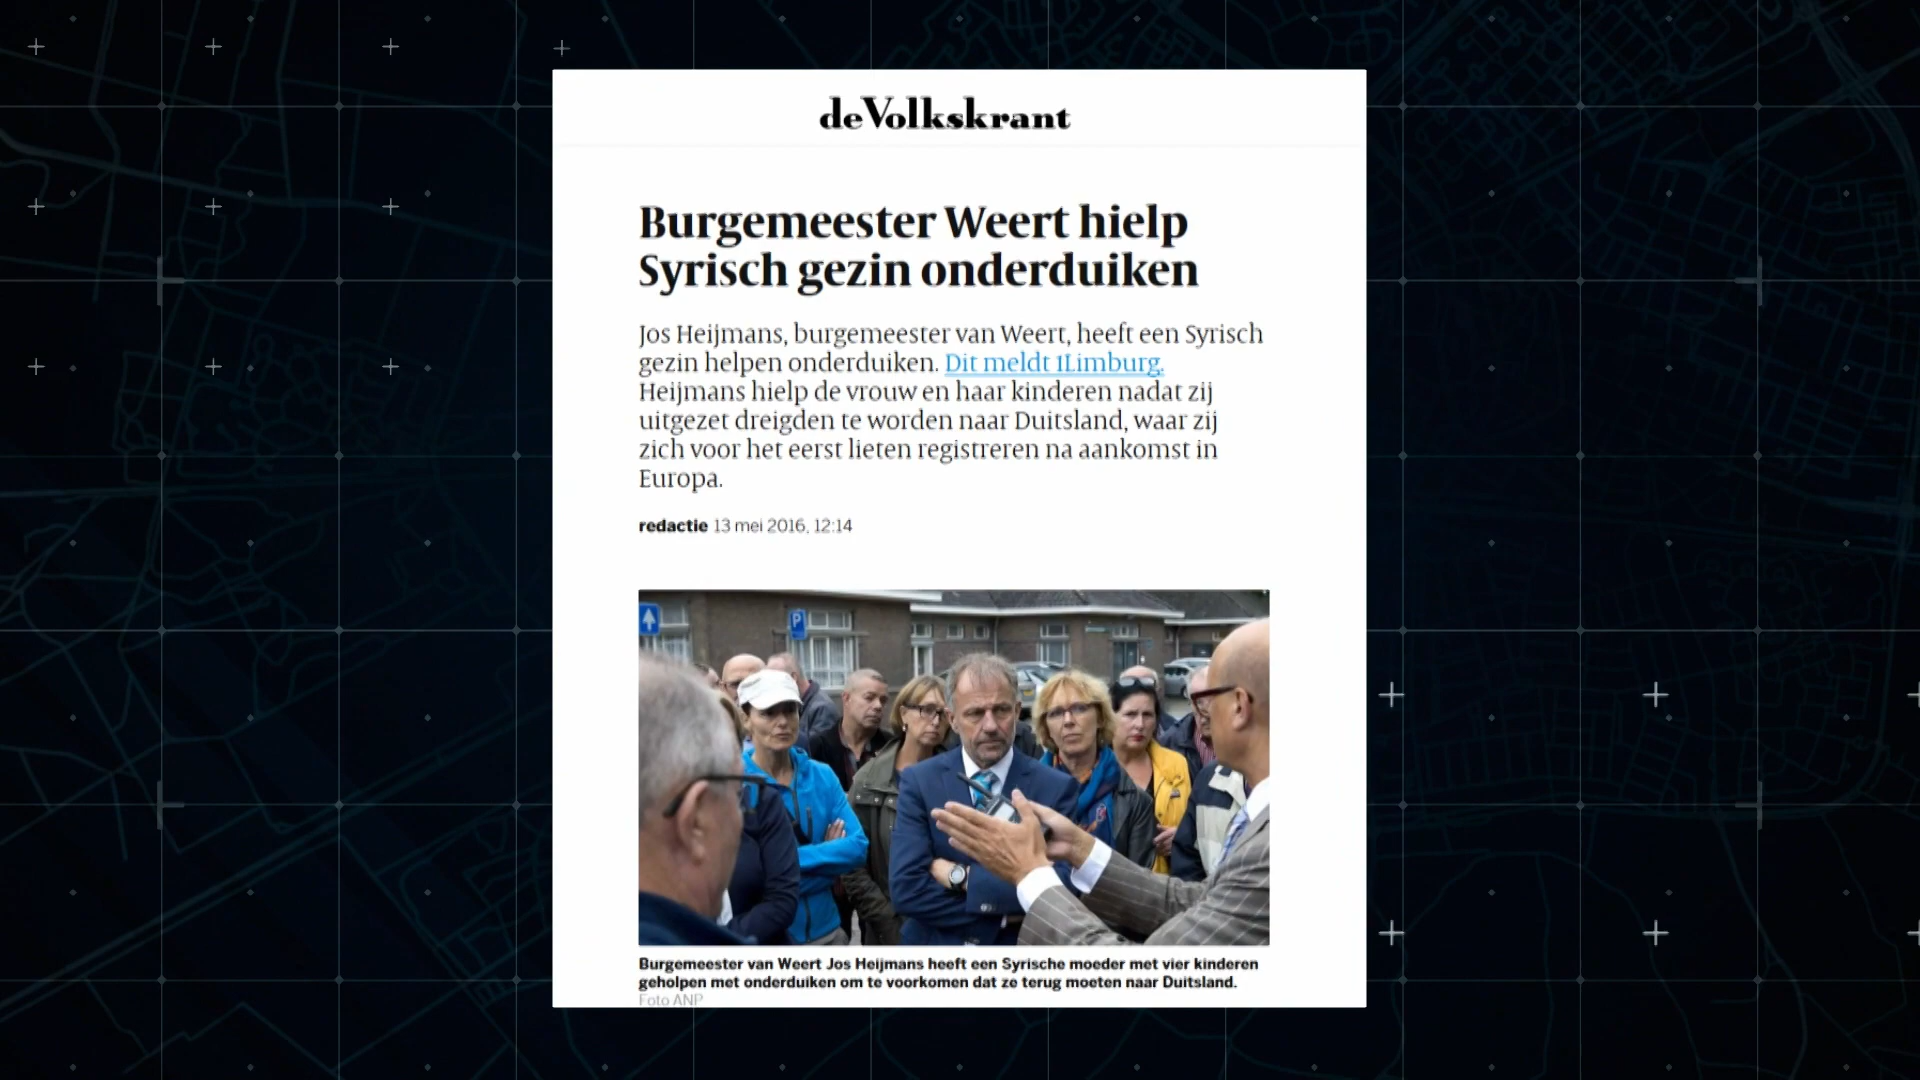 de Volkskrant
Burgemeester Weert hielp
Syrisch gezin onderduiken
Jos Heijmans, burgemeester van Weert, heeft een Syrisch
gezin helpen onderduiken. Dit meldt 1Limburg.
Heijmans hielp de vrouw en haar kinderen nadat zij
uitgezet dreigden te worden naar Duitsland, waar zij
zich voor het eerst lieten registreren na aankomst in
Europa.
redactie 13 mei 2016, 12:14
P
Burgemeester van Weert Jos Heijmans heeft een Syrische moeder met vier kinderen
geholpen met onderduiken om te voorkomen dat ze terug moeten naar Duitsland.
Foto ANP